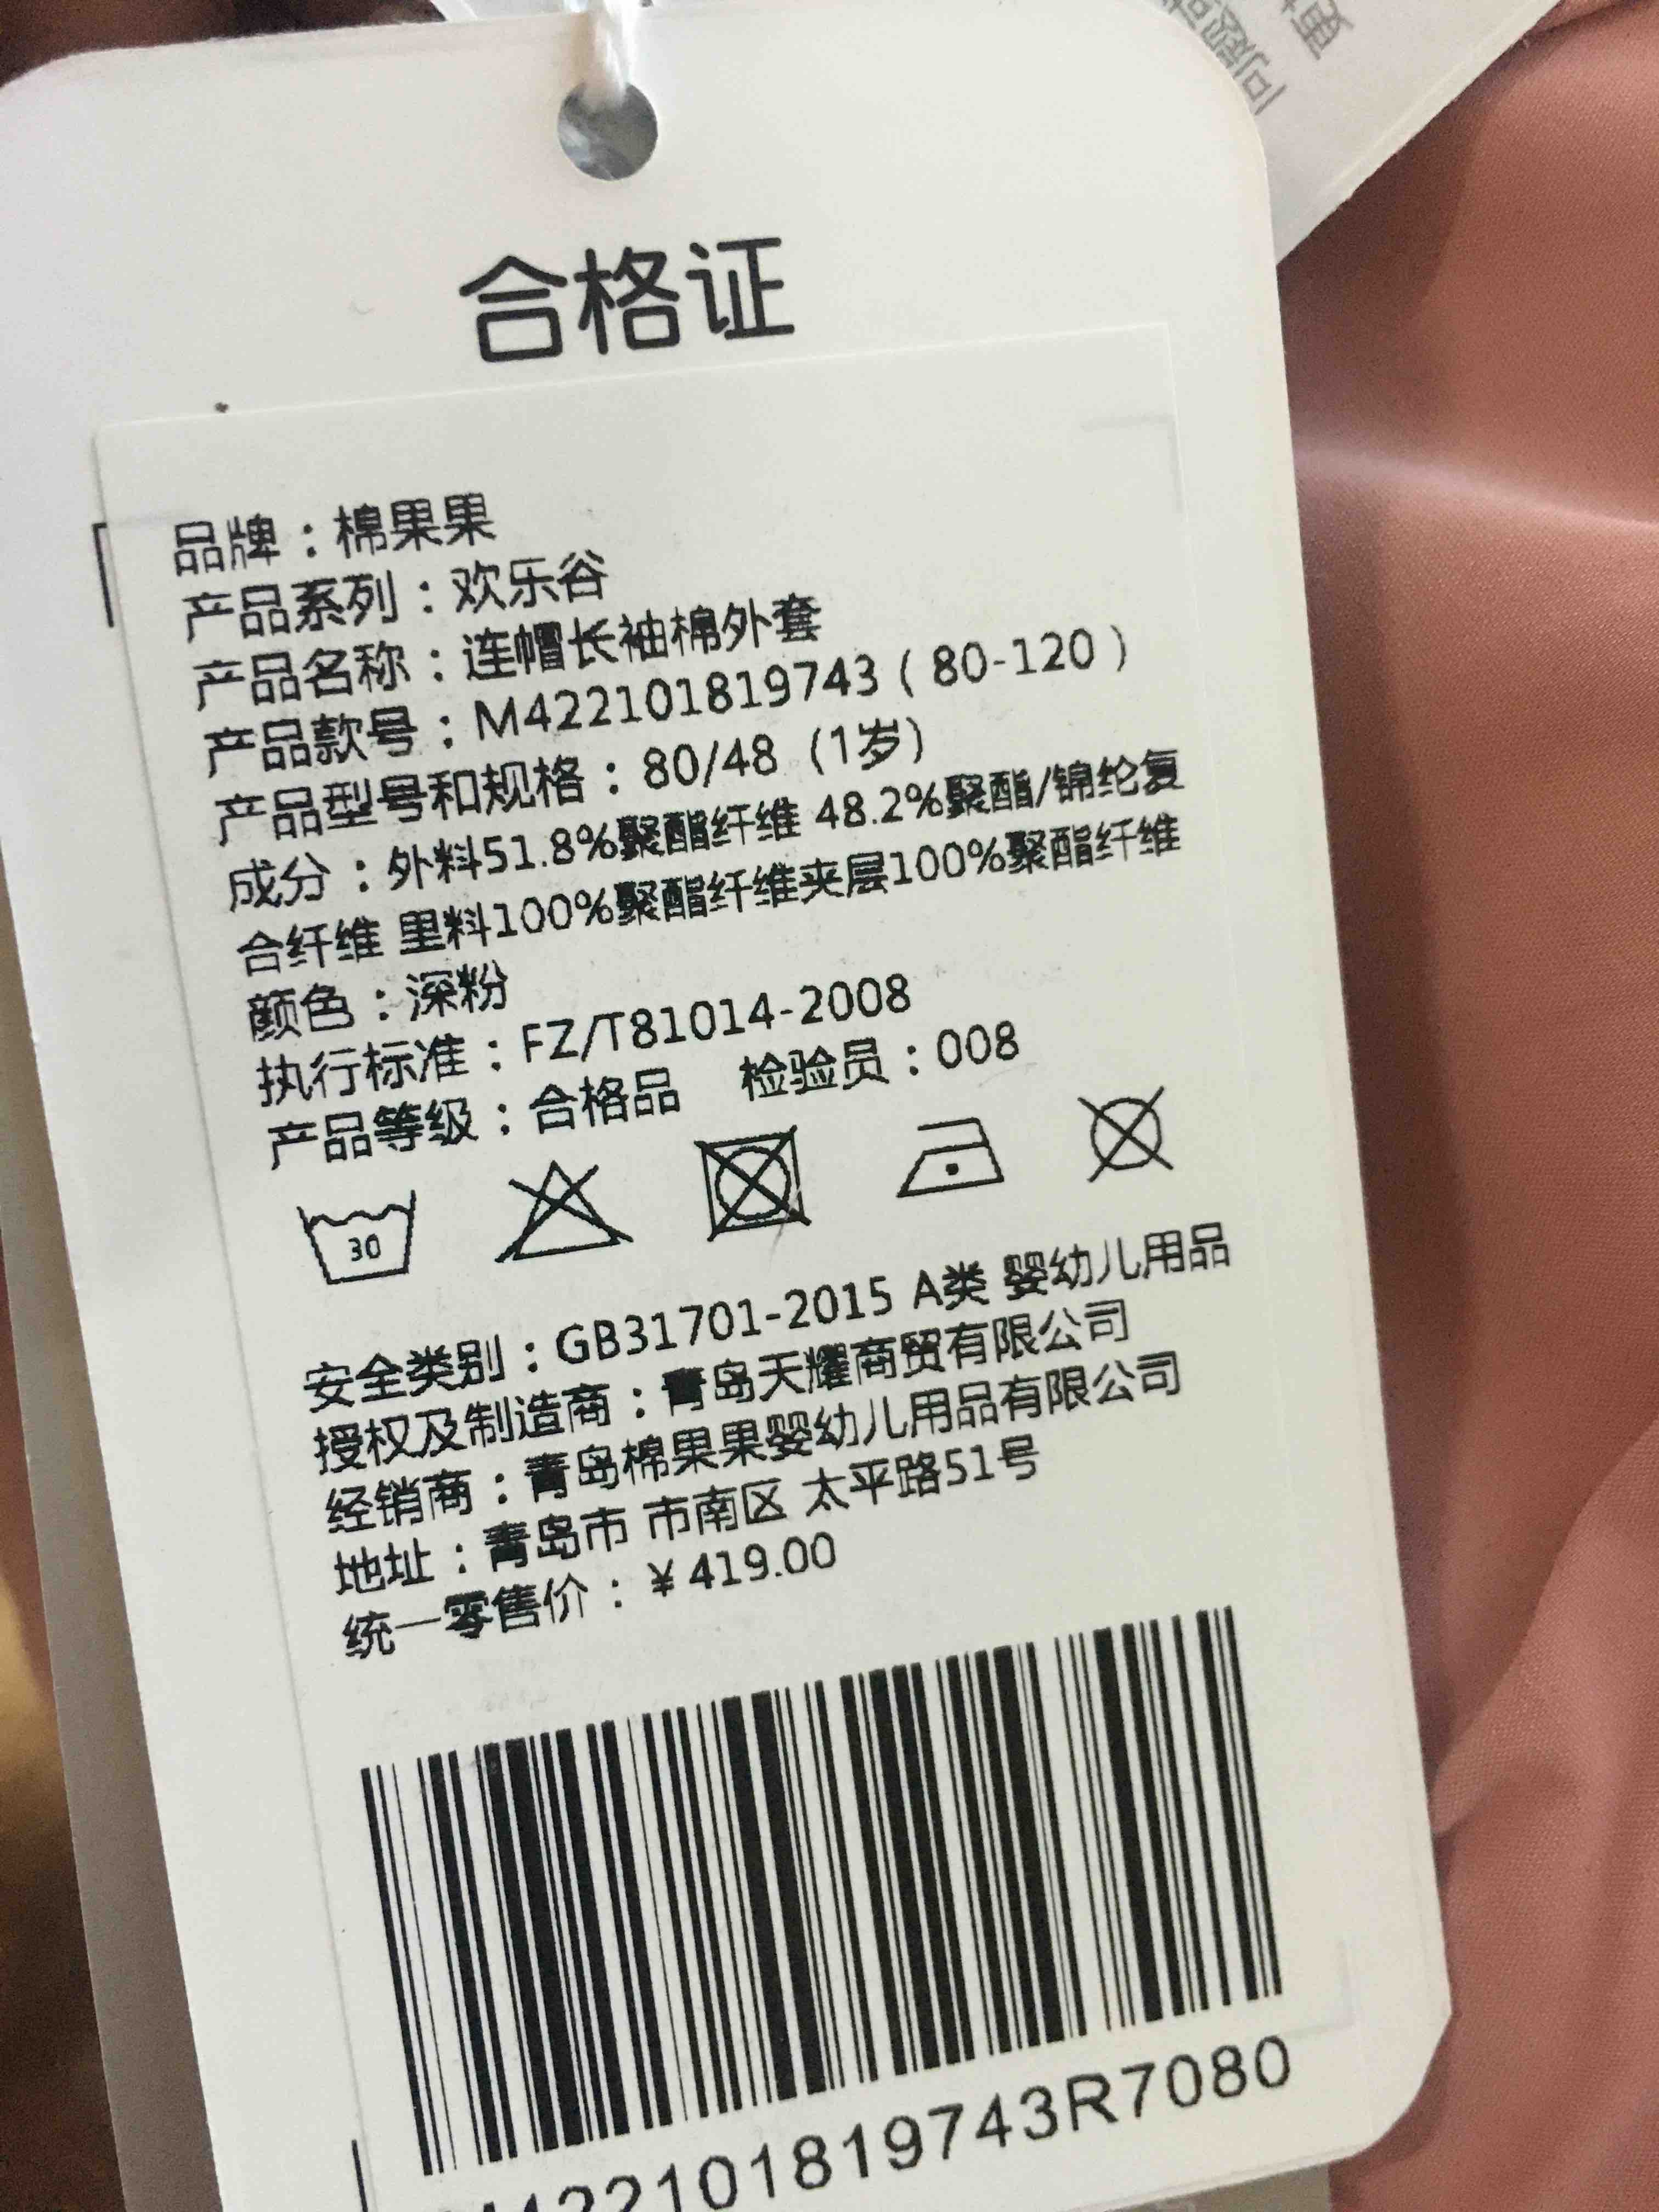 合格证
品牌：棉果果
产品系列：欢乐谷
产品名称：连帽长袖棉外套
产品款号：M422101819743（80-120）
产品型号和规格：80/48 (1岁)
成分：外料51.8%聚酯纤维 48.2%聚酯/锦纶复
合纤维 里料100%聚酯纤维夹层100%聚酯纤维
颜色：深粉
执行标准：FZ/T81014-2008
产品等级：合格品 检验员：008
30
安全类别：GB31701-2015 A类 婴幼儿用品
授权及制造商：青岛天耀商贸有限公司
经销商：青岛棉果果婴幼儿用品有限公司
地址：青岛市 市南区 太平路51号
统一零售价：￥419.00
M422101819743R7080